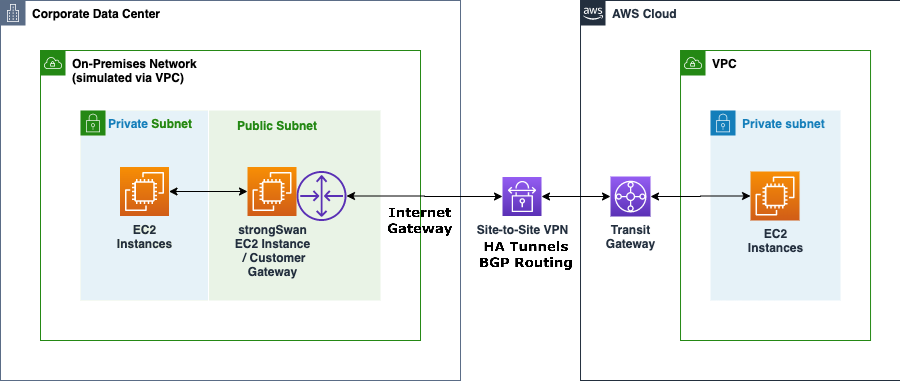 Corporate Data Center
aws
AWS Cloud
On-Premises Network
(simulated via VPC)
VPC
Private Subnet
Public Subnet
Private subnet
EC2
Instances
strongSwan
EC2 Instance
/ Customer
Gateway
Internet
Gateway
Site-to-Site VPN
HA Tunnels
BGP Routing
Transit
Gateway
EC2
Instances